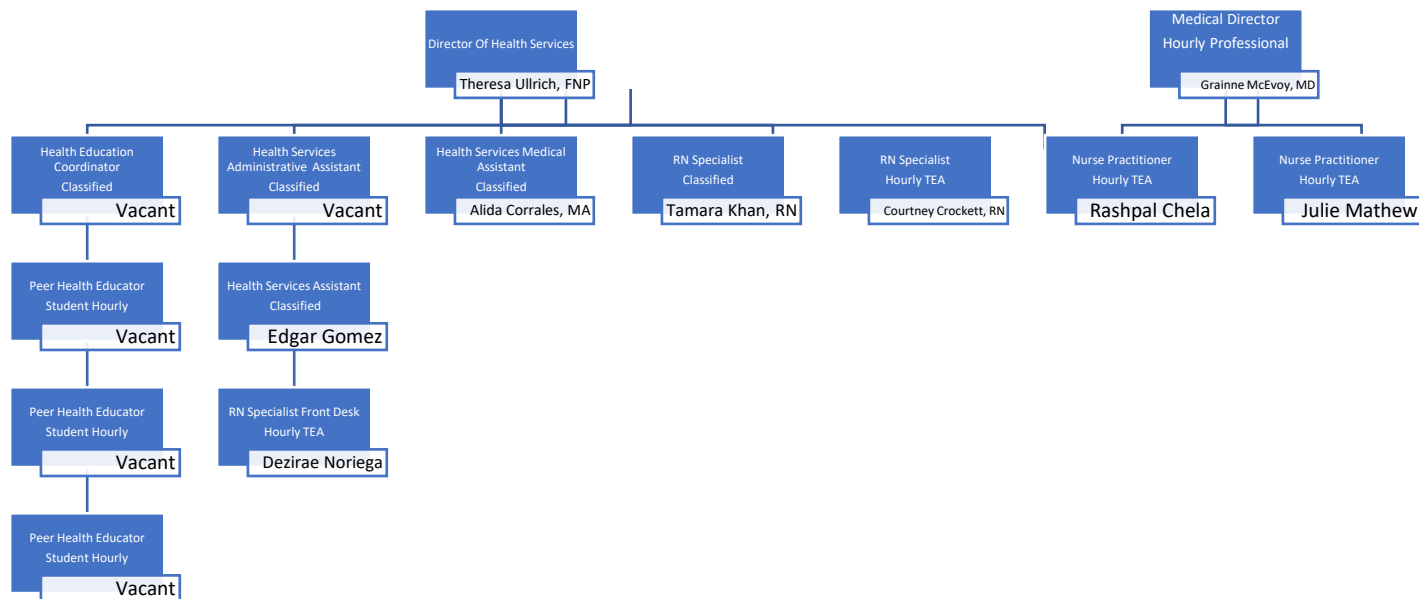 Director Of Health Services
Theresa Ullrich, FNP
Medical Director
Hourly Professional
Grainne McEvoy, MD
Health Education
Coordinator
Classified
Vacant
Health Services
Administrative Assistant
Classified
Vacant
Health Services Medical
Assistant
Classified
Alida Corrales, MA
RN Specialist
Classified
Tamara Khan, RN
RN Specialist
Hourly TEA
Courtney Crockett, RN
Nurse Practitioner
Hourly TEA
Rashpal Chela
Nurse Practitioner
Hourly TEA
Julie Mathew
Peer Health Educator
Student Hourly
Vacant
Health Services Assistant
Classified
Edgar Gomez
Peer Health Educator
Student Hourly
Vacant
RN Specialist Front Desk
Hourly TEA
Dezirae Noriega
Peer Health Educator
Student Hourly
Vacant